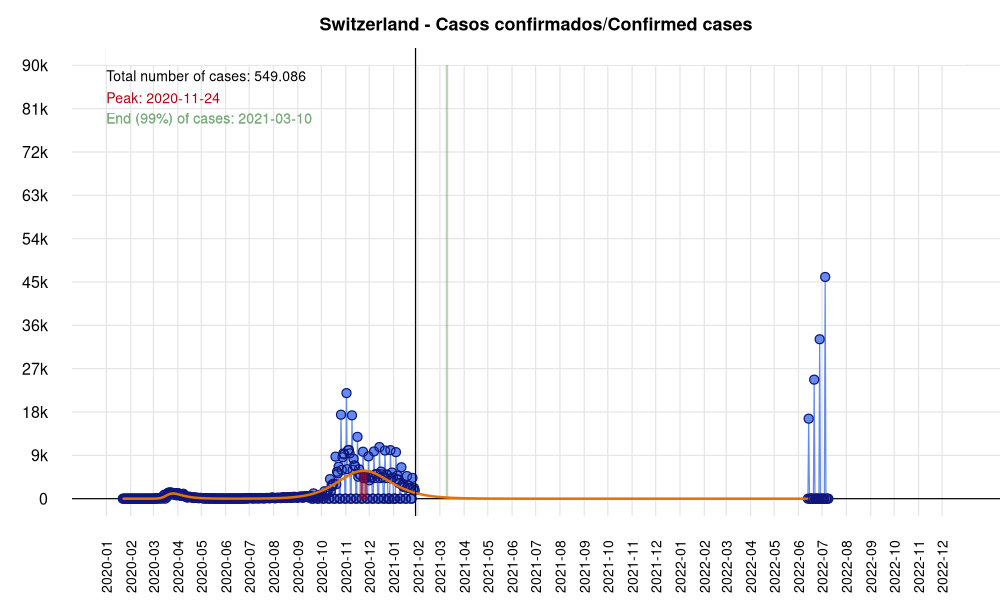 Switzerland - Casos confirmados/Confirmed cases
90k
81k
72k
63k
54k
45k
36k
27k
18k
9k
0
Total number of cases: 549.086
Peak: 2020-11-24
End (99%) of cases: 2021-03-10
2020-01
2020-02
2020-03
2020-04
2020-05
2020-06
2020-07
2020-08
2020-09
2020-10
2020-11
2020-12
2021-01
2021-02
2021-03
2021-04
2021-05
2021-06
2021-07
2021-08
2021-09
2021-10
2021-11
2021-12
2022-01
2022-02
2022-03
2022-04
2022-05
2022-06
2022-07
2022-08
2022-09
2022-10
2022-11
2022-12